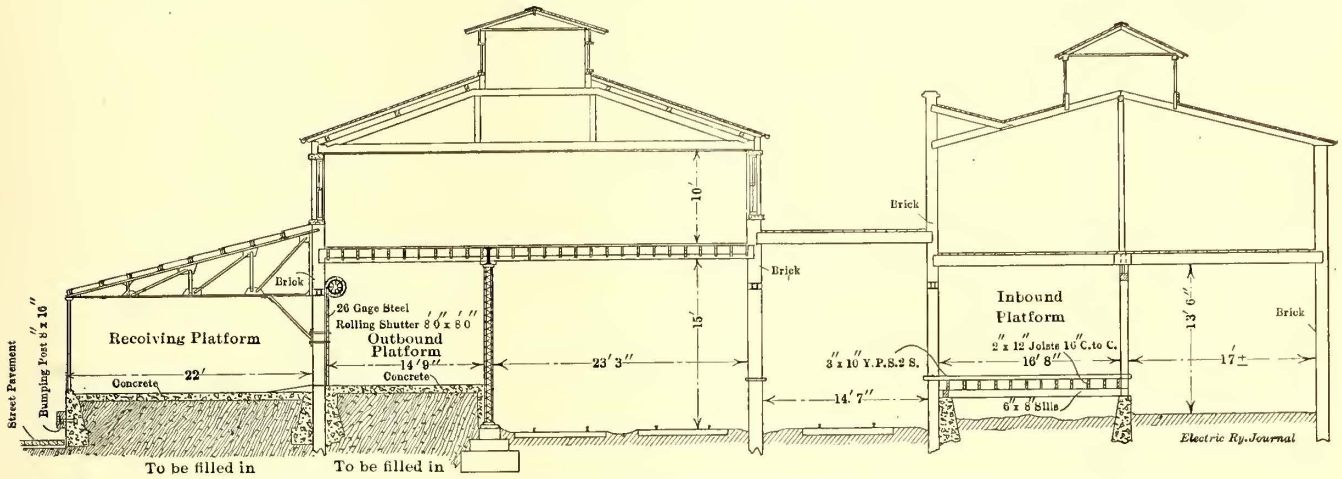 10'
Brick
Brick
Brick
26 Gage Steel
Rolling Shutter 8'0" x 8'0"
Receiving Platform
Outbound
Platform
14'9"
22'
Concrete
Concrete
Street Pavement
Bumping Post 8" x 16"
15'
23'3"
Inbound
Platform
2" x 12" Joists 16" C. to C.
16'8"
3" x 10" Y.P.S.2 S.
14.'7"
6" x 8" Sills
13' 6"
Brick
17'±
Electric Ry. Journal
To be filled in
To be filled in